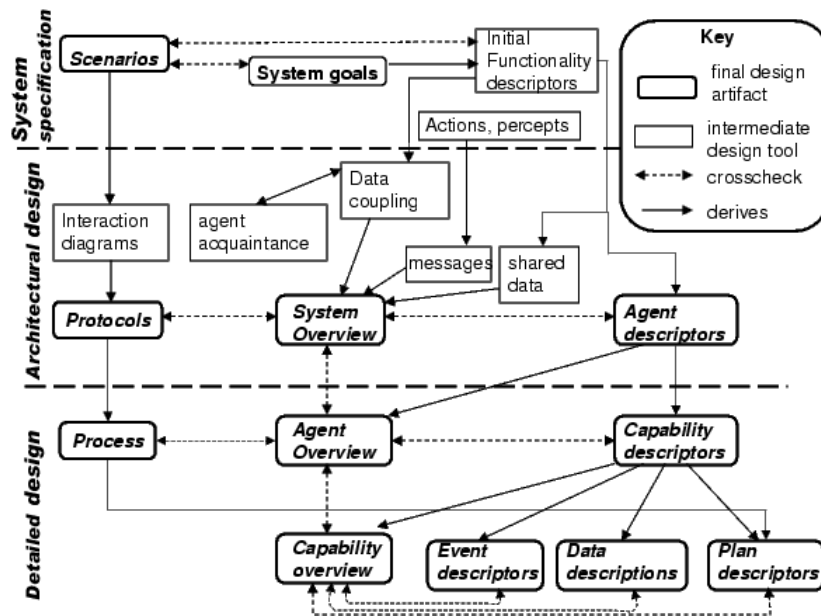 System
specification
Scenarios
System goals
Initial
Functionality
descriptors
Actions, percepts
Key
final design
artifact
intermediate
design tool
crosscheck
derives
Architectural design
Interaction
diagrams
agent
acquaintance
Data
coupling
messages
shared
data
Protocols
System
Overview
Agent
descriptors
Detailed design
Process
Agent
Overview
Capability
descriptors
Capability
overview
Event
descriptors
Data
descriptions
Plan
descriptors